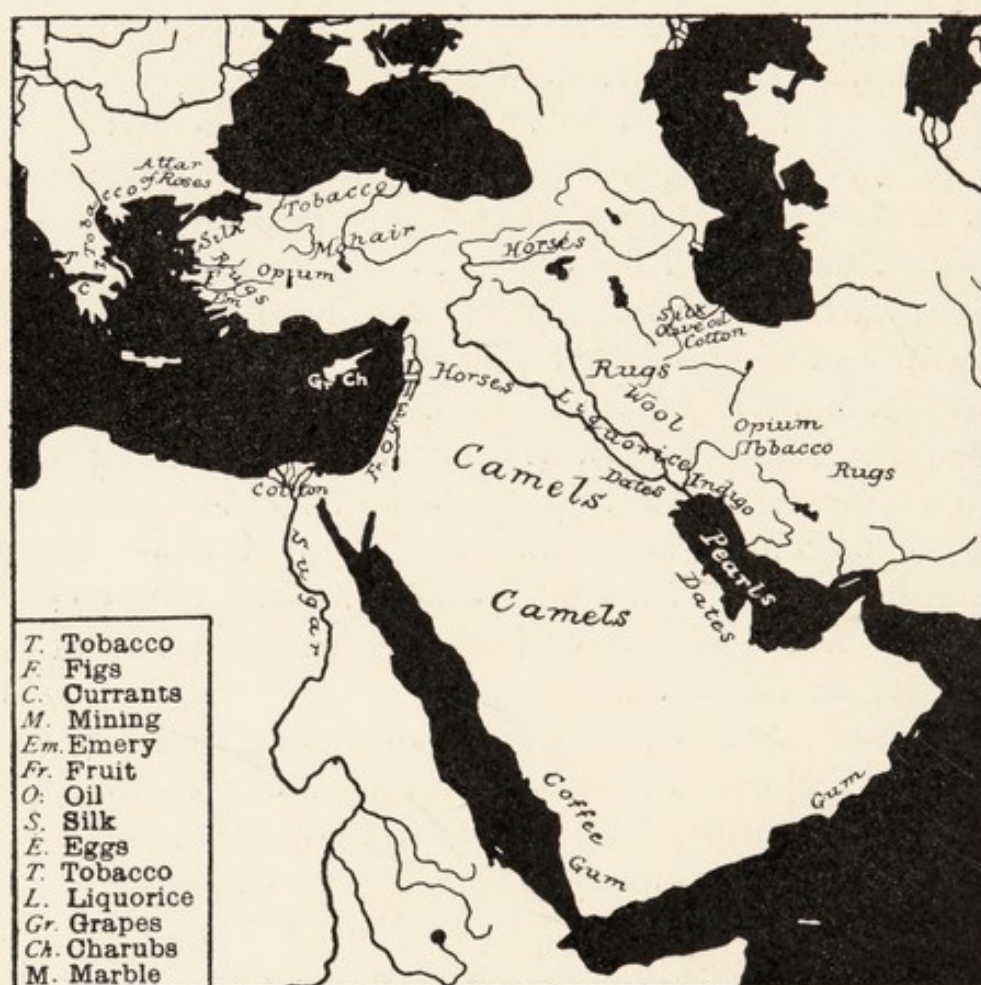 Attar
of Roses
Tobacco
Tobacco
Silk
Mohair
Rugs
Opium
F
Em
T
C
Horses
Silk
Cotton
Gr. Ch
L
Horses
Rugs
Wool
Liquorice
Opium
Tobacco
Rugs
Camels
Dates
Indigo
Fr
O
Cotton
Sugar
Pearls
Dates
Camels
Coffee
Gum
Gum
T. Tobacco
F. Figs
C. Currants
M. Mining
Em. Emery
Fr. Fruit
O: Oil
S. Silk
E. Eggs
T. Tobacco
L. Liquorice
Gr. Grapes
Ch. Charubs
M. Marble